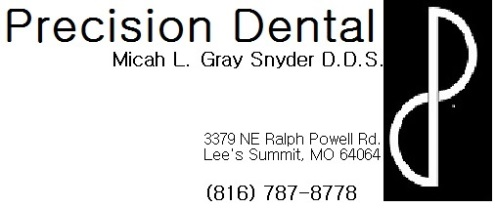 Precision Dental
Micah L. Gray Snyder D.D.S.
3379 NE Ralph Powell Rd.
Lee's Summit, MO 64064
(816) 787-8778